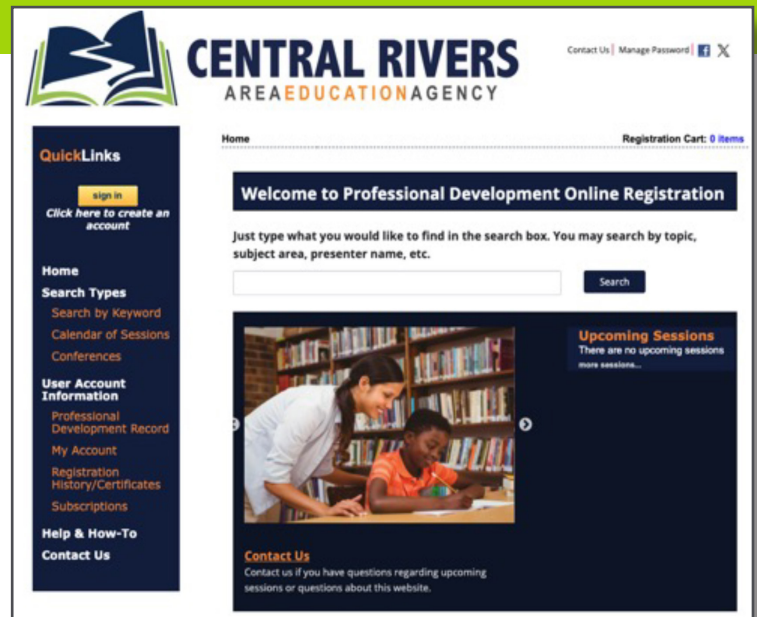 CENTRAL RIVERS
AREAEDUCATIONAGENCY
Contact Us | Manage Password |
QuickLinks
sign in
Click here to create an
account
Home
Search Types
Search by Keyword
Calendar of Sessions
Conferences
User Account
Information
Professional
Development Record
My Account
Registration
History/Certificates
Subscriptions
Help & How-To
Contact Us
Home
Registration Cart: 0 items
Welcome to Professional Development Online Registration
Just type what you would like to find in the search box. You may search by topic,
subject area, presenter name, etc.
Search
Upcoming Sessions
There are no upcoming sessions
more sessions...
Contact Us
Contact us if you have questions regarding upcoming
sessions or questions about this website.